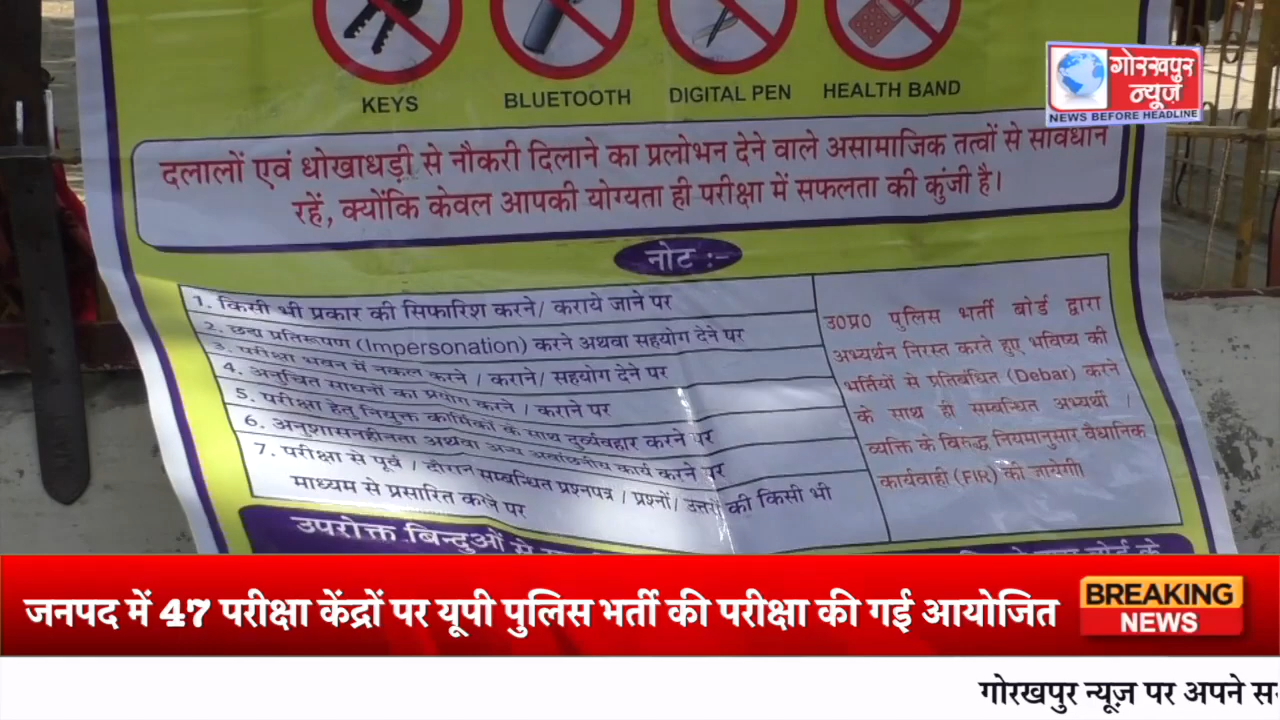 KEYS BLUETOOTH DIGITAL PEN HEALTH BAND
गोरखपुर
न्यूज़
NEWS BEFORE HEADLINE
दलालों एवं धोखाधड़ी से नौकरी दिलाने का प्रलोभन देने वाले असामाजिक तत्वों से सावधान
रहें, क्योंकि केवल आपकी योग्यता ही परीक्षा में सफलता की कुंजी है।
नोट :-
1. किसी भी प्रकार की सिफारिश करने/ कराये जाने पर
2. छद्म प्रतिरूपण (Impersonation) करने अथवा सहयोग देने पर
3. परीक्षा भवन में नकल करने / कराने/ सहयोग देने पर
4. अनुचित साधनों का प्रयोग करने / कराने पर
5. परीक्षा हेतु नियुक्त कार्मिकों के साथ दुर्व्यवहार करने पर
6. अनुशासनहीनता अथवा अन्य अवांछनीय कार्य करने पर
7. परीक्षा से पूर्व / दौरान सम्बन्धित प्रश्नपत्र / प्रश्नों/ उत्तरों की किसी भी
माध्यम से प्रसारित करने पर
उ0प्र0 पुलिस भर्ती बोर्ड द्वारा
अभ्यर्थन निरस्त करते हुए भविष्य की
भर्तियों से प्रतिबंधित (Debar) करने
के साथ ही सम्बन्धित अभ्यर्थी /
व्यक्ति के विरुद्ध नियमानुसार वैधानिक
कार्यवाही (FIR) की जायेगी।
उपरोक्त बिन्दुओं से
जनपद में 47 परीक्षा केंद्रों पर यूपी पुलिस भर्ती की परीक्षा की गई आयोजित
BREAKING
NEWS
गोरखपुर न्यूज़ पर अपने